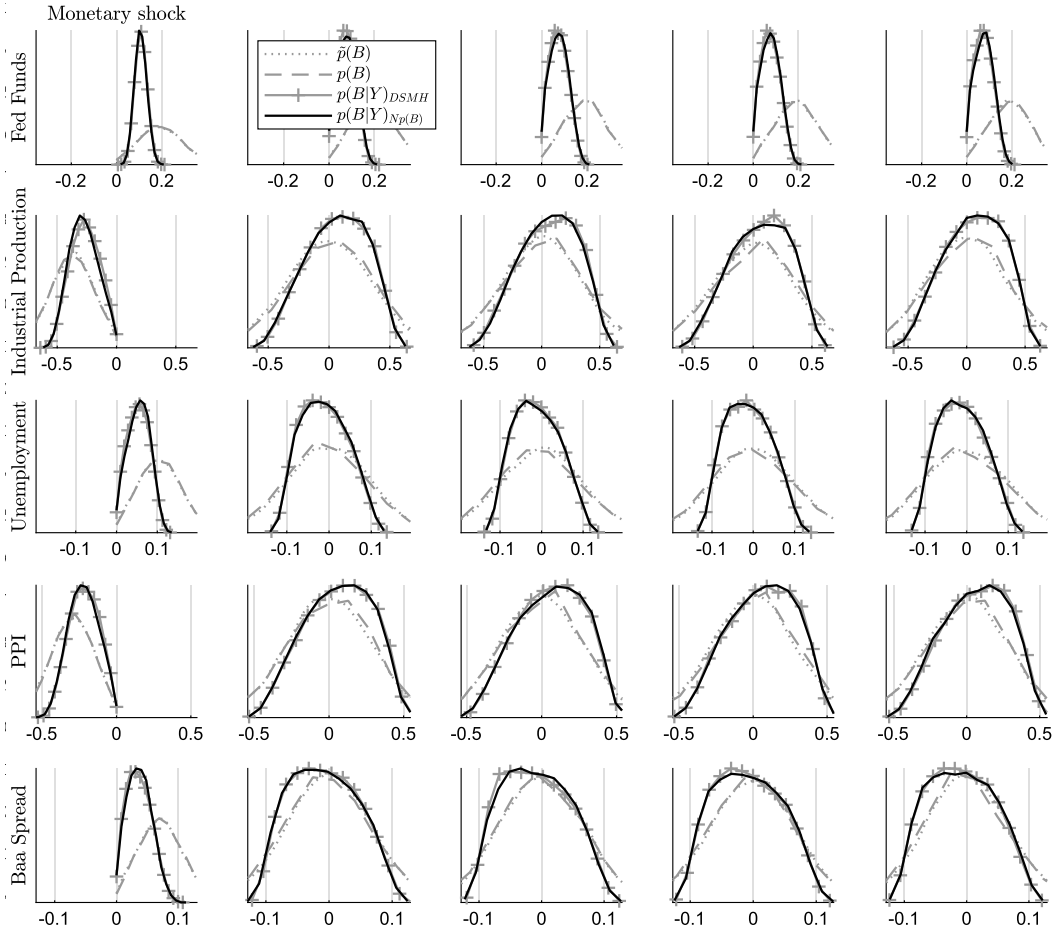 Monetary shock
p̃(B)
p(B)
p(B|Y)DSMH
p(B|Y)Np(B)
Fed Funds
-0.2 0 0.2 -0.2 0 0.2 -0.2 0 0.2 -0.2 0 0.2 -0.2 0 0.2
Industrial Production
-0.5 0 0.5 -0.5 0 0.5 -0.5 0 0.5 -0.5 0 0.5 -0.5 0 0.5
Unemployment
-0.1 0 0.1 -0.1 0 0.1 -0.1 0 0.1 -0.1 0 0.1 -0.1 0 0.1
PPI
-0.5 0 0.5 -0.5 0 0.5 -0.5 0 0.5 -0.5 0 0.5 -0.5 0 0.5
Baa Spread
-0.1 0 0.1 -0.1 0 0.1 -0.1 0 0.1 -0.1 0 0.1 -0.1 0 0.1